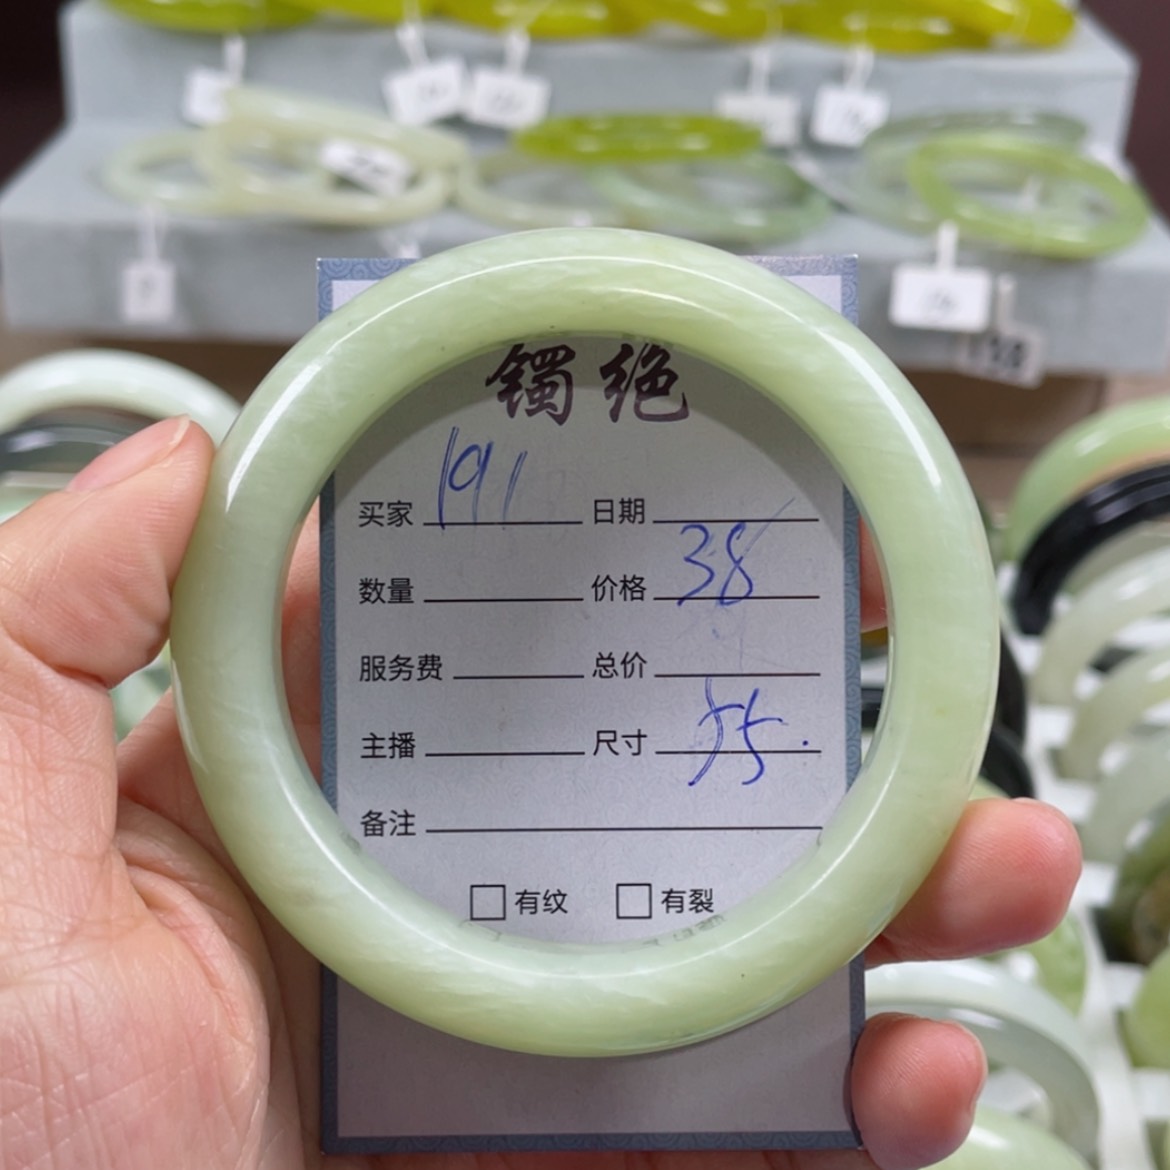 镯绝
买家 191 日期
数量 价格 38
服务费 总价
主播 尺寸 55.
备注
□有纹 □有裂